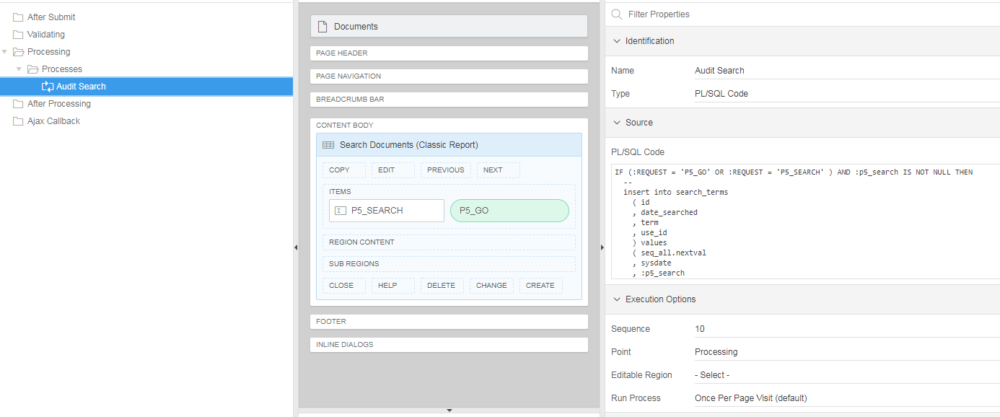 After Submit
Validating
Processing
Processes
Audit Search
After Processing
Ajax Callback
Documents
PAGE HEADER
PAGE NAVIGATION
BREADCRUMB BAR
CONTENT BODY
Search Documents (Classic Report)
COPY EDIT PREVIOUS NEXT
ITEMS
P5_SEARCH P5_GO
REGION CONTENT
SUB REGIONS
CLOSE HELP DELETE CHANGE CREATE
FOOTER
INLINE DIALOGS
Filter Properties
Identification
Name Audit Search
Type PL/SQL Code
Source
PL/SQL Code
IF (:REQUEST = 'P5_GO' OR :REQUEST = 'P5_SEARCH' ) AND :p5_search IS NOT NULL THEN
--
insert into search_terms
( id
, date_searched
, term
, use_id
) values
( seq_all.nextval
, sysdate
, :p5_search
Execution Options
Sequence 10
Point Processing
Editable Region - Select -
Run Process Once Per Page Visit (default)